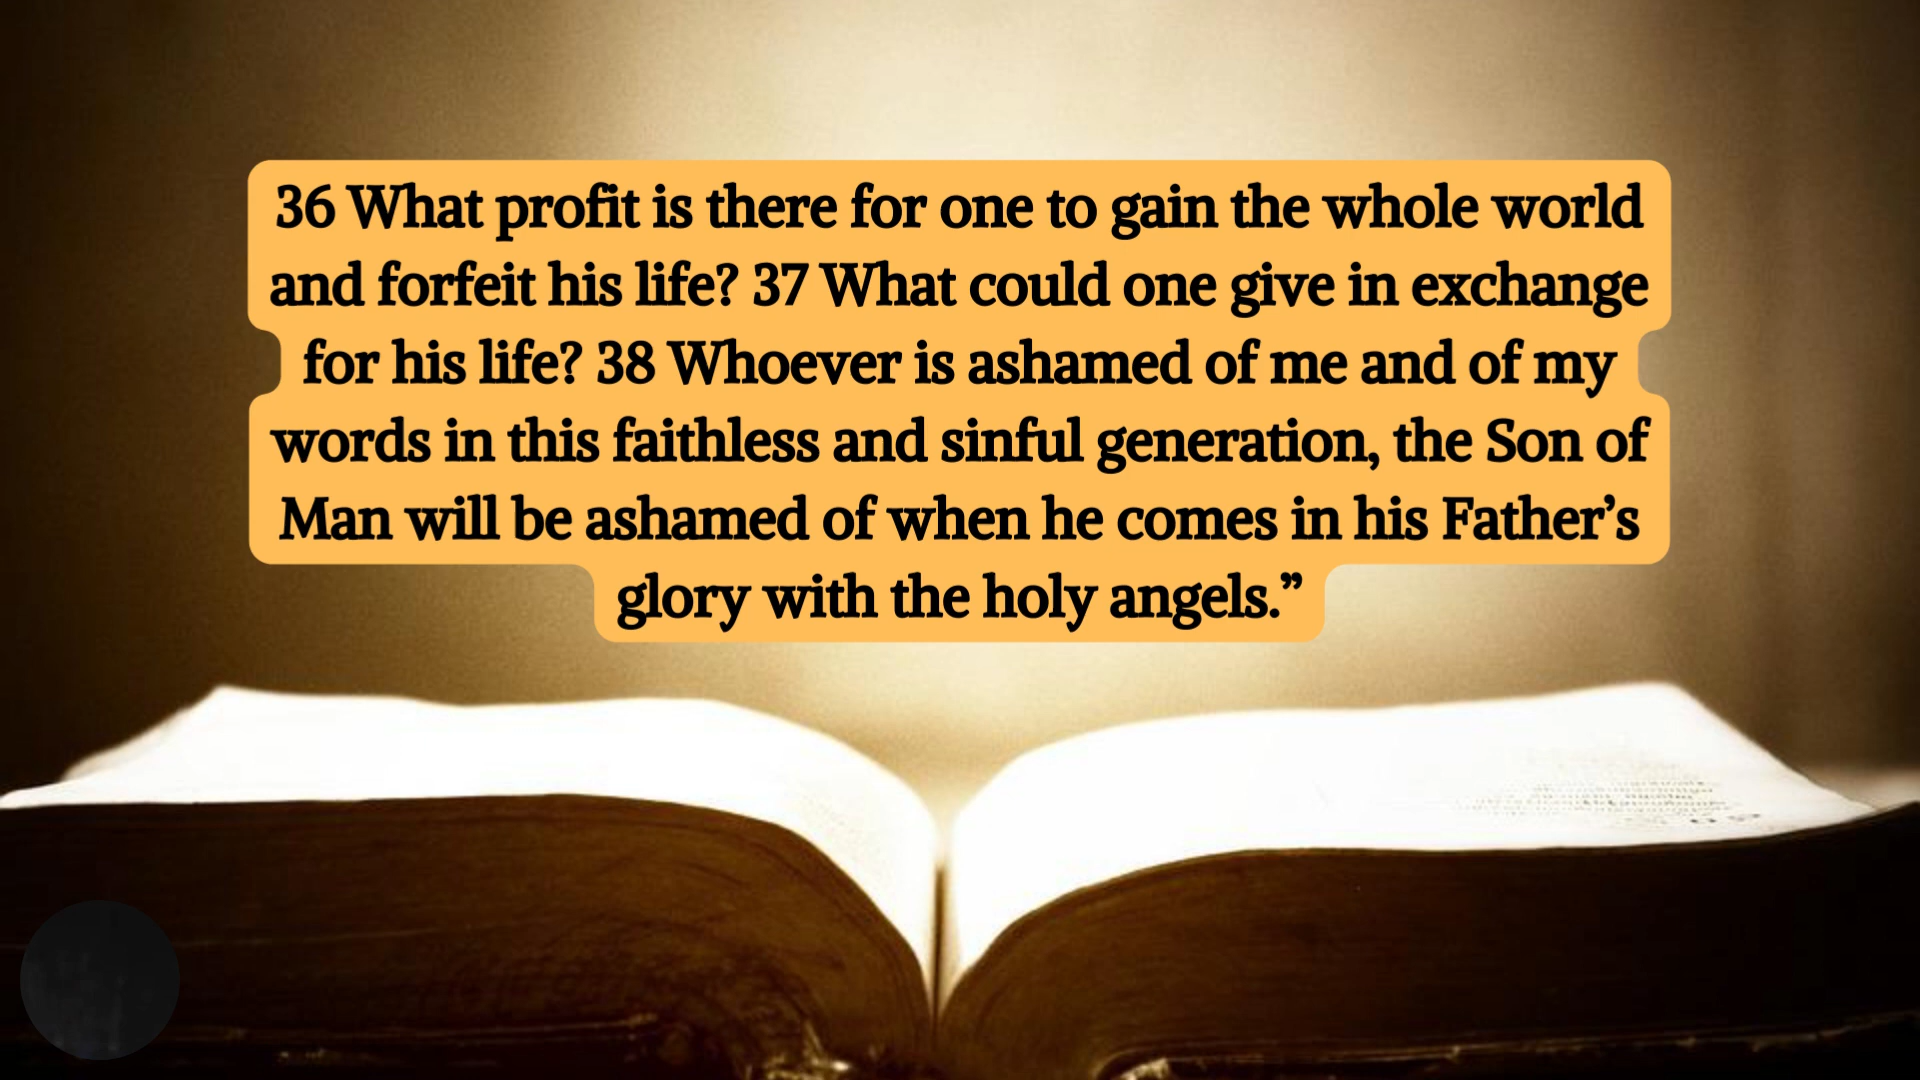 36 What profit is there for one to gain the whole world
and forfeit his life? 37 What could one give in exchange
for his life? 38 Whoever is ashamed of me and of my
words in this faithless and sinful generation, the Son of
Man will be ashamed of when he comes in his Father’s
glory with the holy angels.”